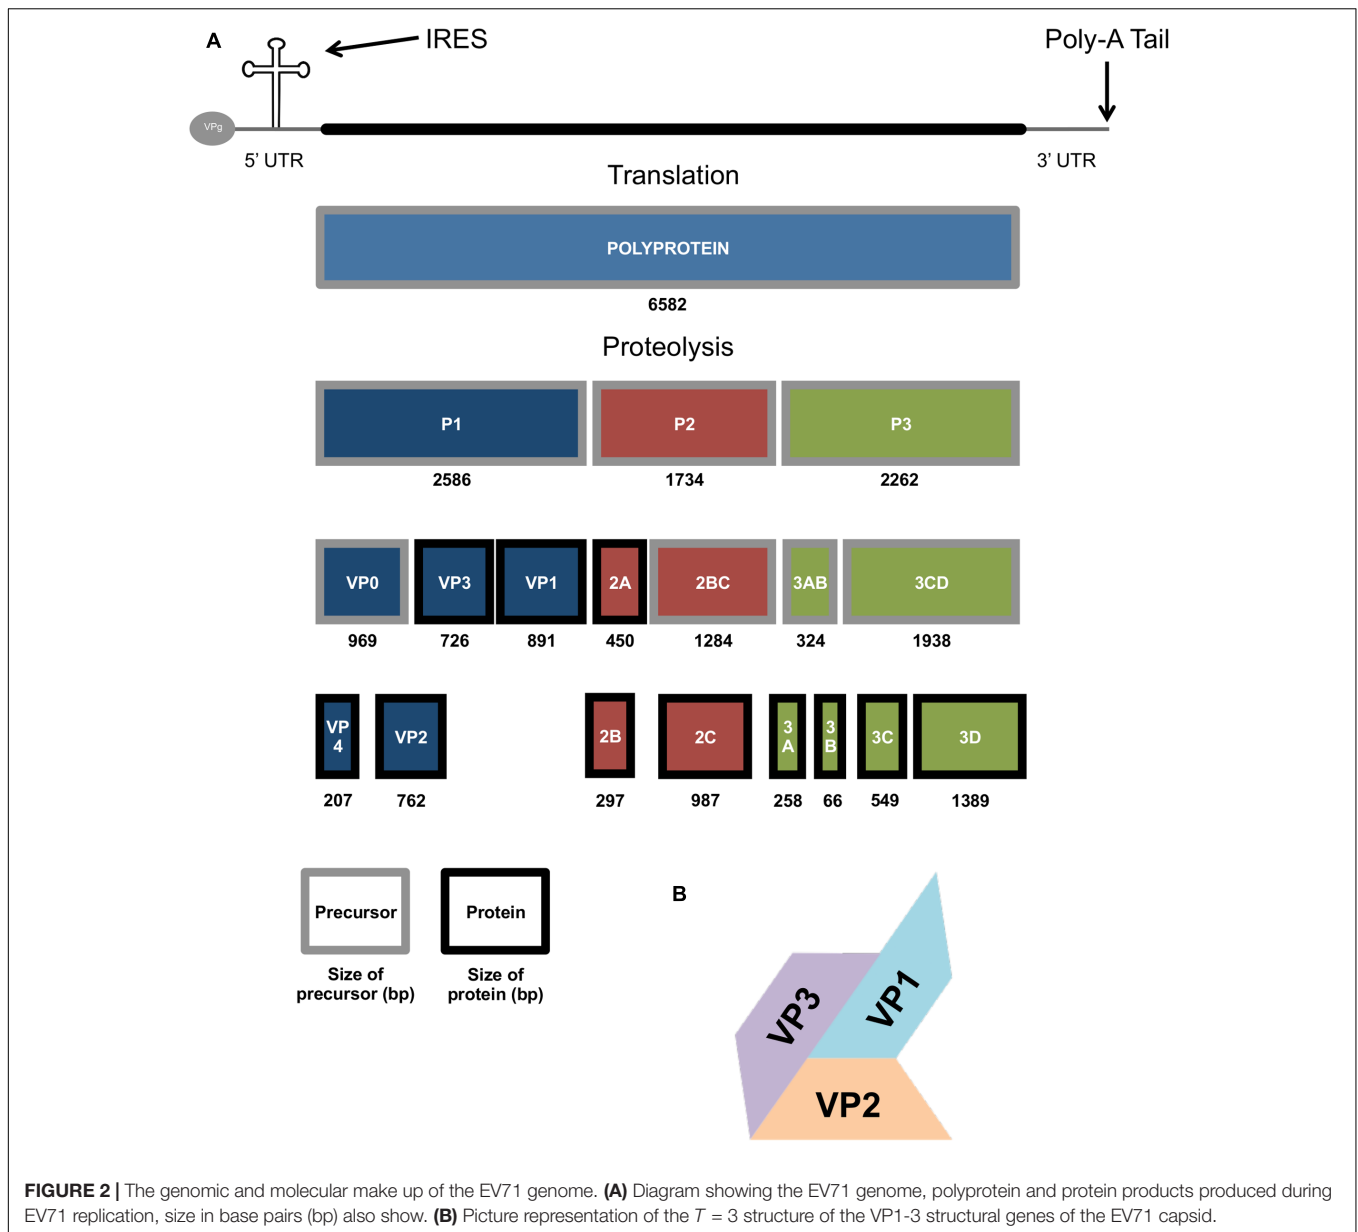 A
IRES
Poly-A Tail
VPg
5’ UTR
3’ UTR
Translation
POLYPROTEIN
6582
Proteolysis
P1
P2
P3
2586
1734
2262
VP0
VP3
VP1
2A
2BC
3AB
3CD
969
726
891
450
1284
324
1938
VP
4
VP2
2B
2C
3
A
3
B
3C
3D
207
762
297
987
258
66
549
1389
Precursor
Protein
Size of
precursor (bp)
Size of
protein (bp)
B
VP3
VP1
VP2
FIGURE 2 | The genomic and molecular make up of the EV71 genome. (A) Diagram showing the EV71 genome, polyprotein and protein products produced during
EV71 replication, size in base pairs (bp) also show. (B) Picture representation of the T = 3 structure of the VP1-3 structural genes of the EV71 capsid.